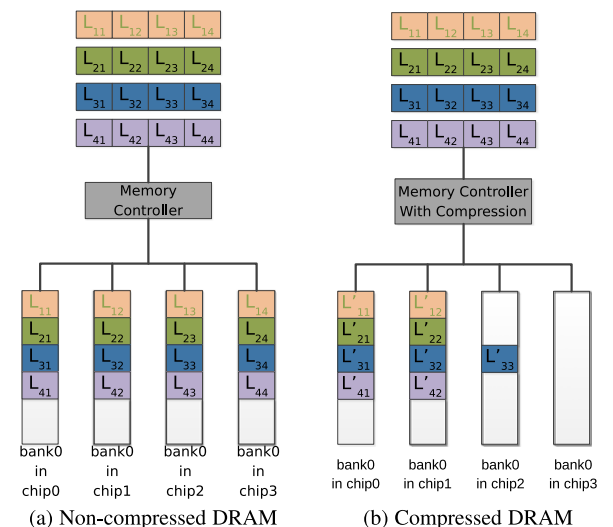 L11 L12 L13 L14
L21 L22 L23 L24
L31 L32 L33 L34
L41 L42 L43 L44
Memory
Controller
L11 L12 L13 L14
L21 L22 L23 L24
L31 L32 L33 L34
L41 L42 L43 L44
bank0 bank0 bank0 bank0
in in in in
chip0 chip1 chip2 chip3
(a) Non-compressed DRAM
L11 L12 L13 L14
L21 L22 L23 L24
L31 L32 L33 L34
L41 L42 L43 L44
Memory Controller
With Compression
L'11 L'12
L'21 L'22
L'31 L'32 L'33
L'41 L'42
bank0 bank0 bank0 bank0
in chip0 in chip1 in chip2 in chip3
(b) Compressed DRAM